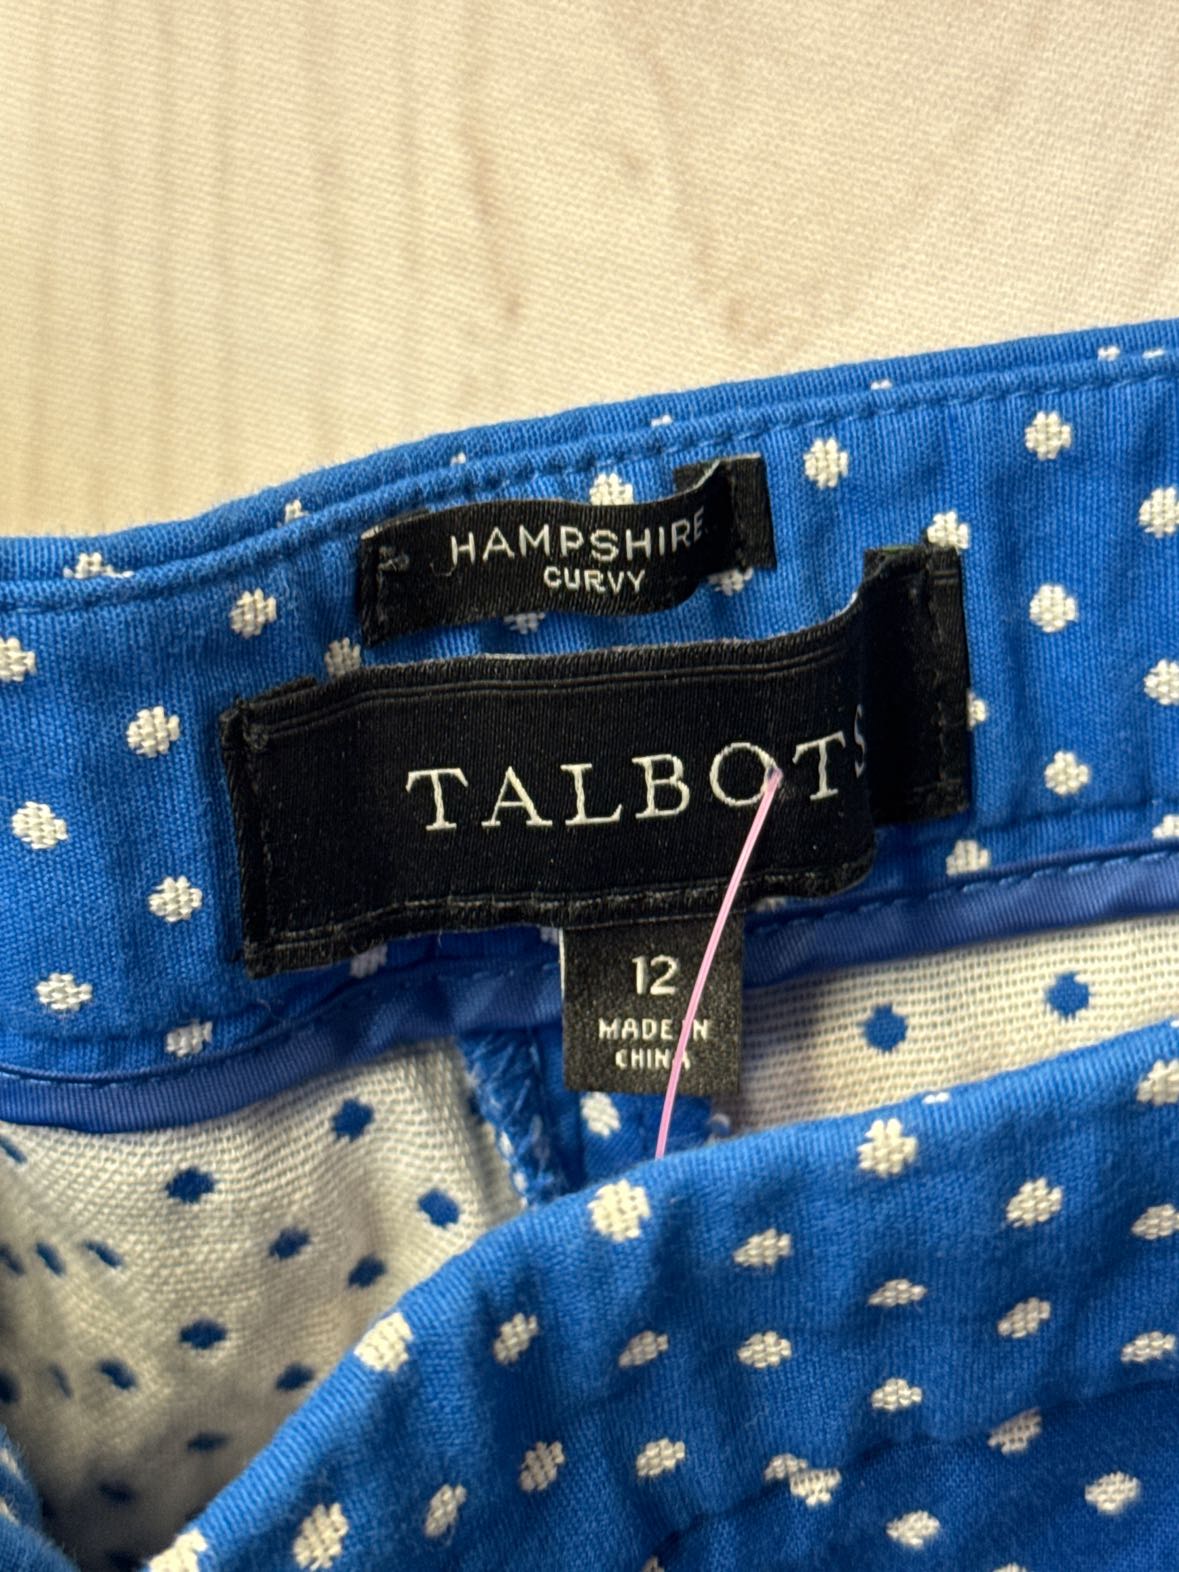 HAMPSHIRE
CURVY
TALBOTS
12
MADE IN
CHINA